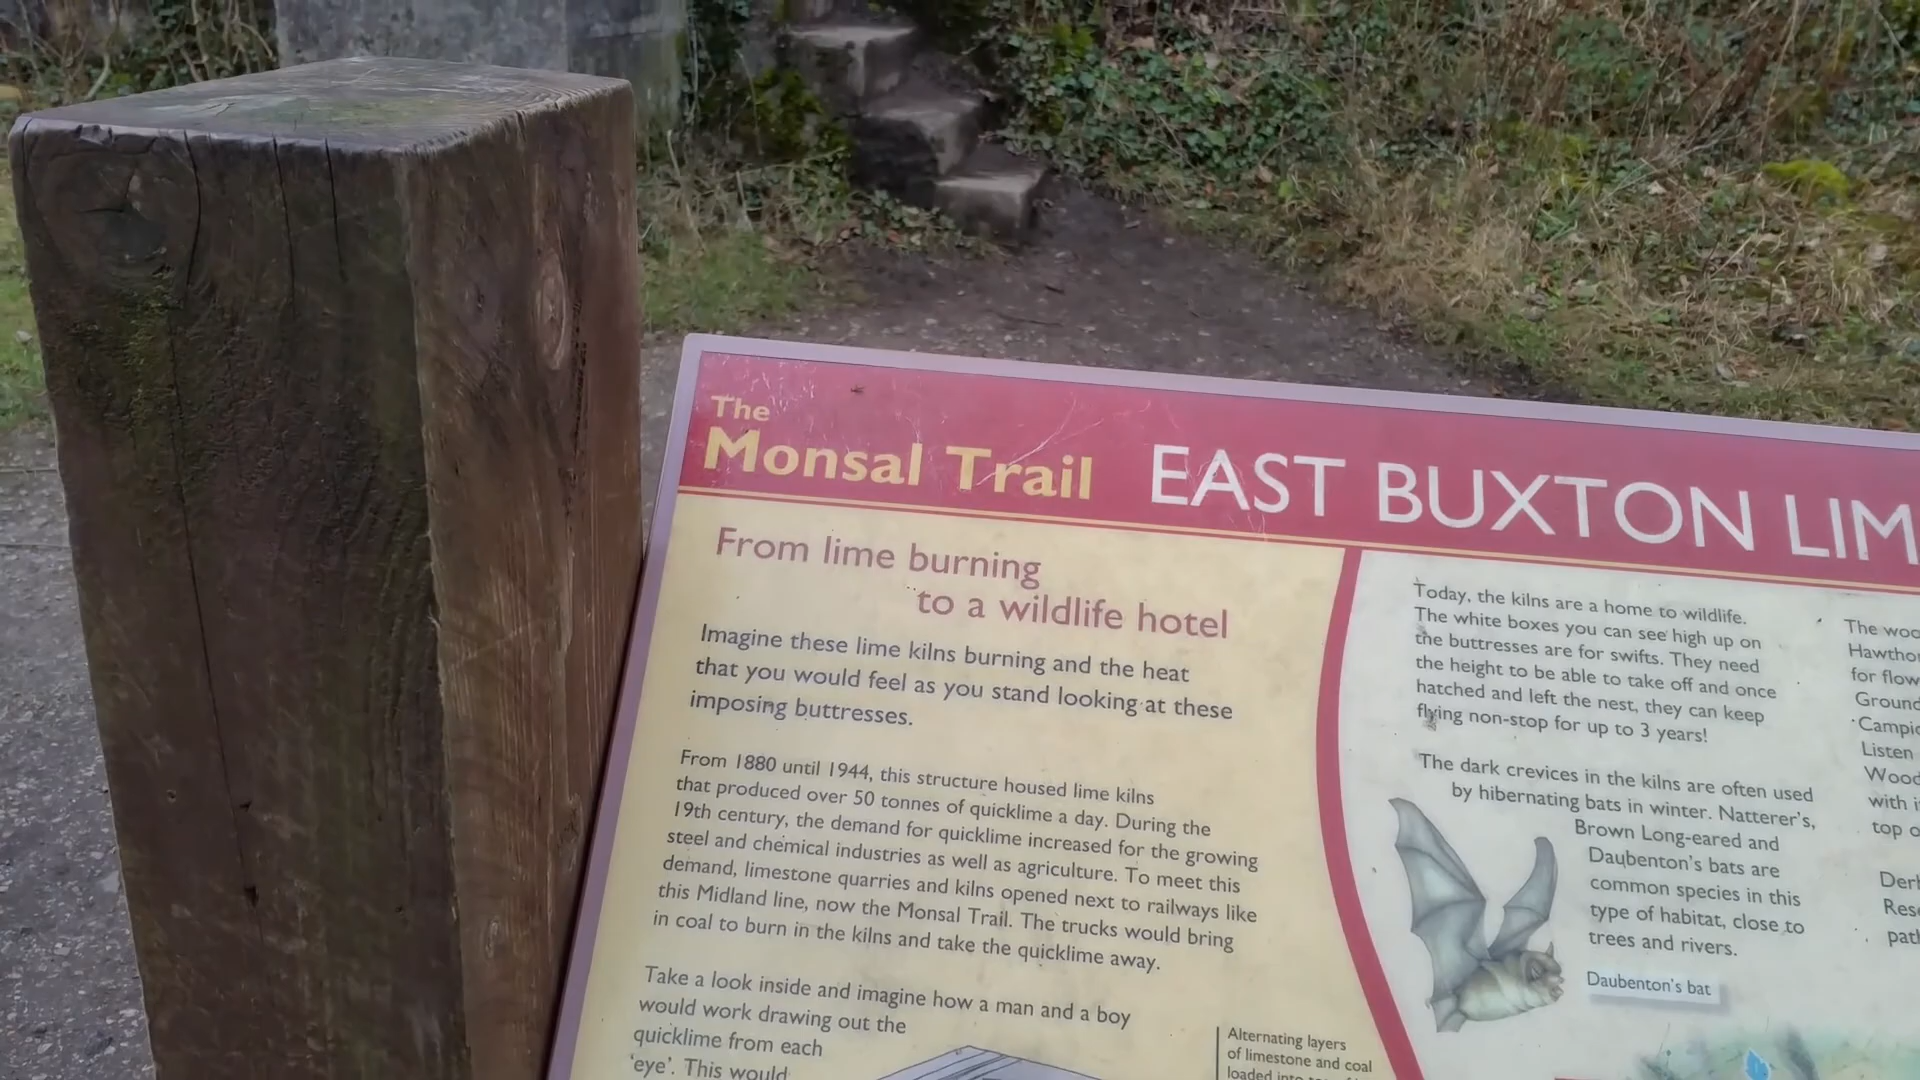 The
Monsal Trail
EAST BUXTON LIM
From lime burning
to a wildlife hotel
Imagine these lime kilns burning and the heat
that you would feel as you stand looking at these
imposing buttresses.
From 1880 until 1944, this structure housed lime kilns
that produced over 50 tonnes of quicklime a day. During the
19th century, the demand for quicklime increased for the growing
steel and chemical industries as well as agriculture. To meet this
demand, limestone quarries and kilns opened next to railways like
this Midland line, now the Monsal Trail. The trucks would bring
in coal to burn in the kilns and take the quicklime away.
Take a look inside and imagine how a man and a boy
would work drawing out the
quicklime from each
'eye'. This would
Alternating layers
of limestone and coal
loaded into
Today, the kilns are a home to wildlife.
The white boxes you can see high up on
the buttresses are for swifts. They need
the height to be able to take off and once
hatched and left the nest, they can keep
flying non-stop for up to 3 years!
The dark crevices in the kilns are often used
by hibernating bats in winter. Natterer's,
Brown Long-eared and
Daubenton's bats are
common species in this
type of habitat, close to
trees and rivers.
Daubenton's bat
The woo
Hawthor
for flow
Ground
Campic
Listen
Wood
with i
top o
Derb
Rese
path